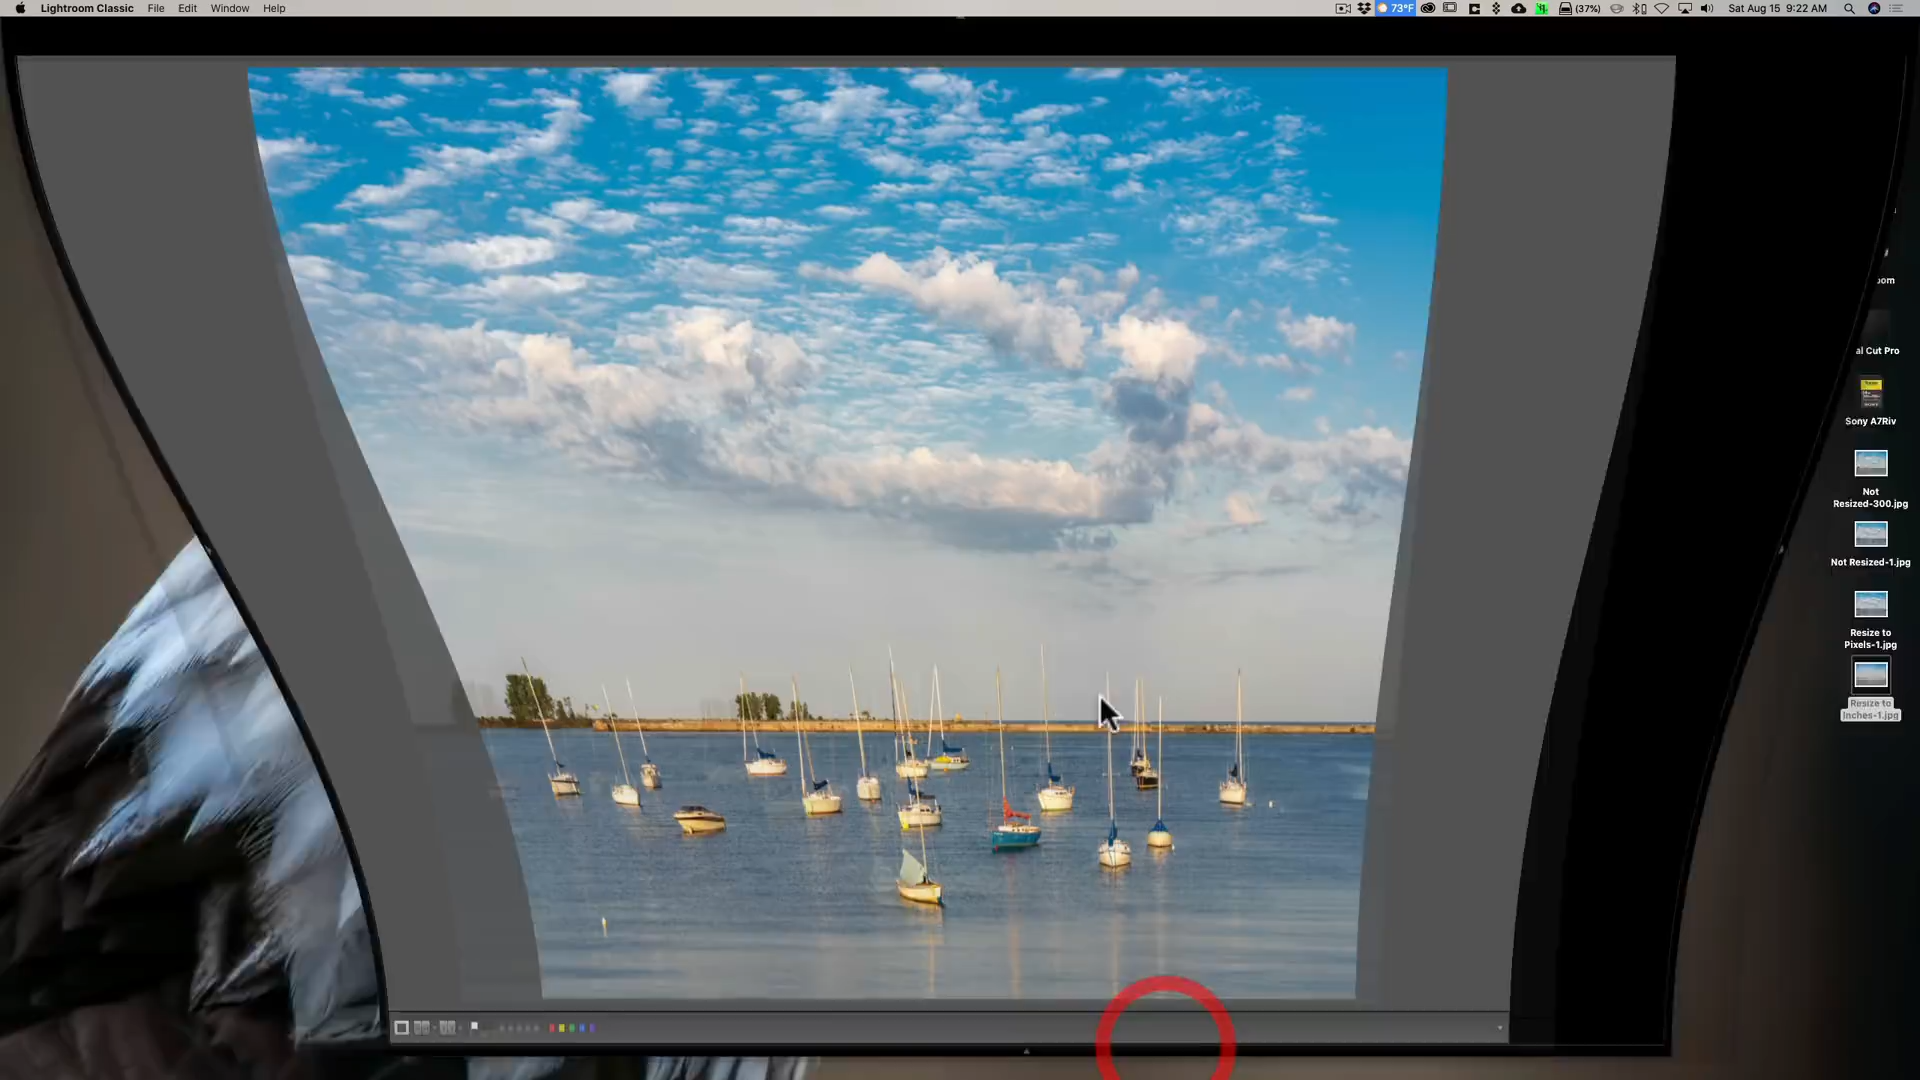 Lightroom Classic File Edit Window Help
73°F (37%) Sat Aug 15 9:22 AM
al Cut Pro
Sony A7Riv
Not
Resized-300.jpg
Not Resized-1.jpg
Resize to
Pixels-1.jpg
Resize to
Inches-1.jpg